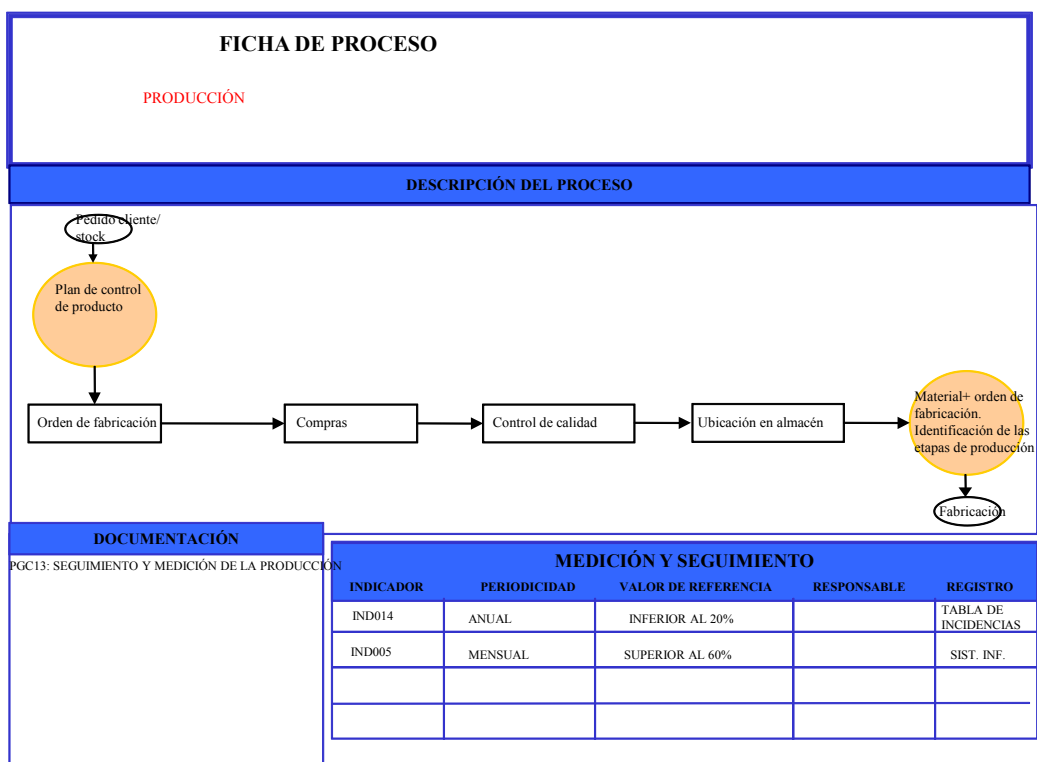 FICHA DE PROCESO
PRODUCCIÓN
DESCRIPCIÓN DEL PROCESO
Pedido cliente/
stock
Plan de control
de producto
Orden de fabricación
Compras
Control de calidad
Ubicación en almacén
Material+ orden de
fabricación.
Identificación de las
etapas de producción
Fabricación
DOCUMENTACIÓN
PGC13: SEGUIMIENTO Y MEDICIÓN DE LA PRODUCCIÓN
MEDICIÓN Y SEGUIMIENTO
INDICADOR PERIODICIDAD VALOR DE REFERENCIA RESPONSABLE REGISTRO
IND014 ANUAL INFERIOR AL 20% TABLA DE
INCIDENCIAS
IND005 MENSUAL SUPERIOR AL 60% SIST. INF.